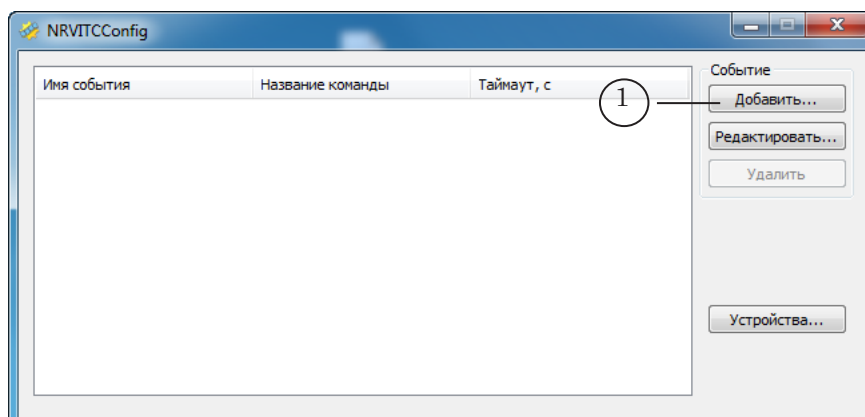 NRVITCConfig
Имя события Название команды Таймаут, с
Событие
1
Добавить...
Редактировать...
Удалить
Устройства...